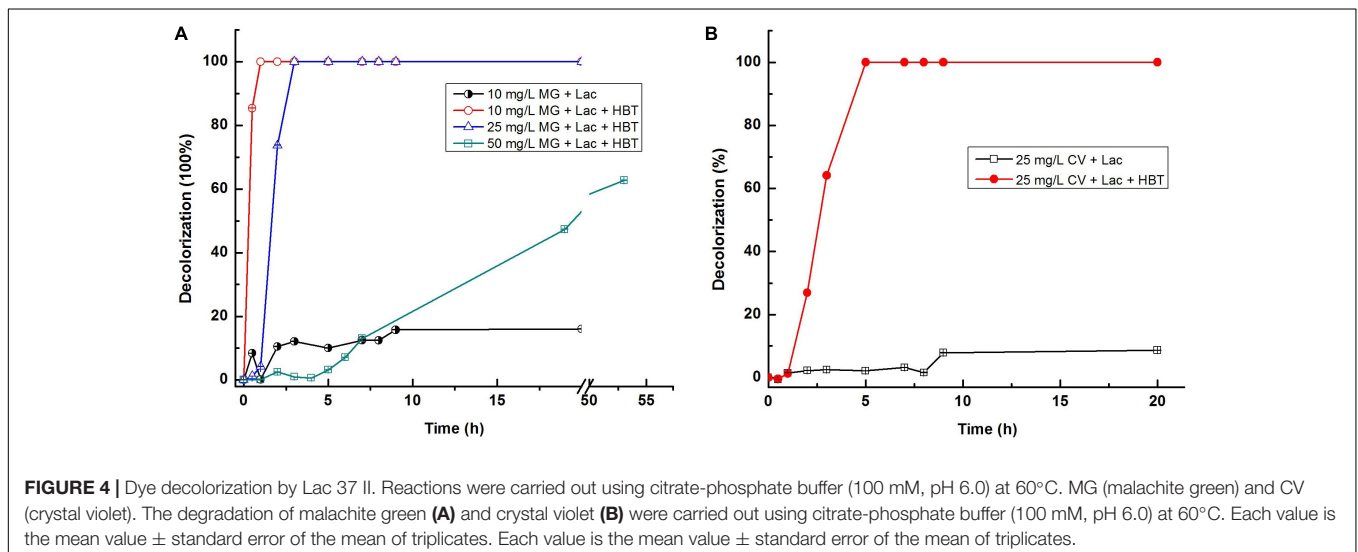 A
100
80
60
40
20
0
Decolorization (100%)
10 mg/L MG + Lac
10 mg/L MG + Lac + HBT
25 mg/L MG + Lac + HBT
50 mg/L MG + Lac + HBT
0 5 10 15 50 55
Time (h)
B
100
80
60
40
20
0
Decolorization (%)
25 mg/L CV + Lac
25 mg/L CV + Lac + HBT
0 5 10 15 20
Time (h)
FIGURE 4 | Dye decolorization by Lac 37 II. Reactions were carried out using citrate-phosphate buffer (100 mM, pH 6.0) at 60°C. MG (malachite green) and CV
(crystal violet). The degradation of malachite green (A) and crystal violet (B) were carried out using citrate-phosphate buffer (100 mM, pH 6.0) at 60°C. Each value is
the mean value ± standard error of the mean of triplicates. Each value is the mean value ± standard error of the mean of triplicates.